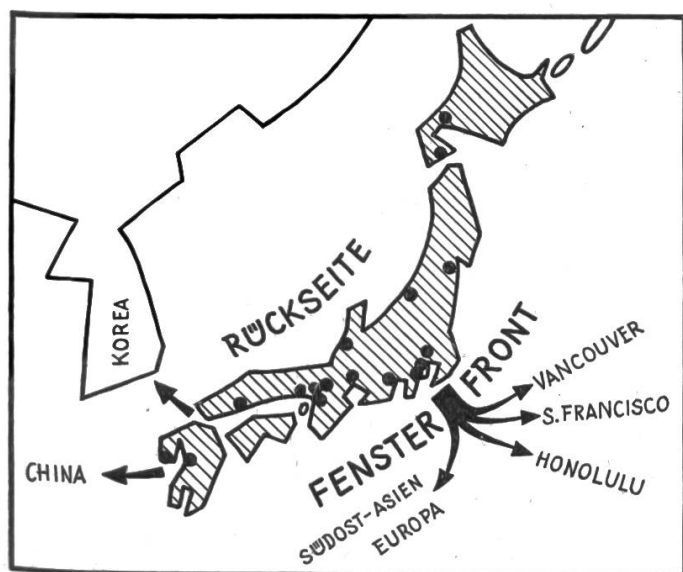 KOREA
RÜCKSEITE
CHINA
FENSTER FRONT
VANCOUVER
S.FRANCISCO
HONOLULU
SÜDOST-ASIEN
EUROPA